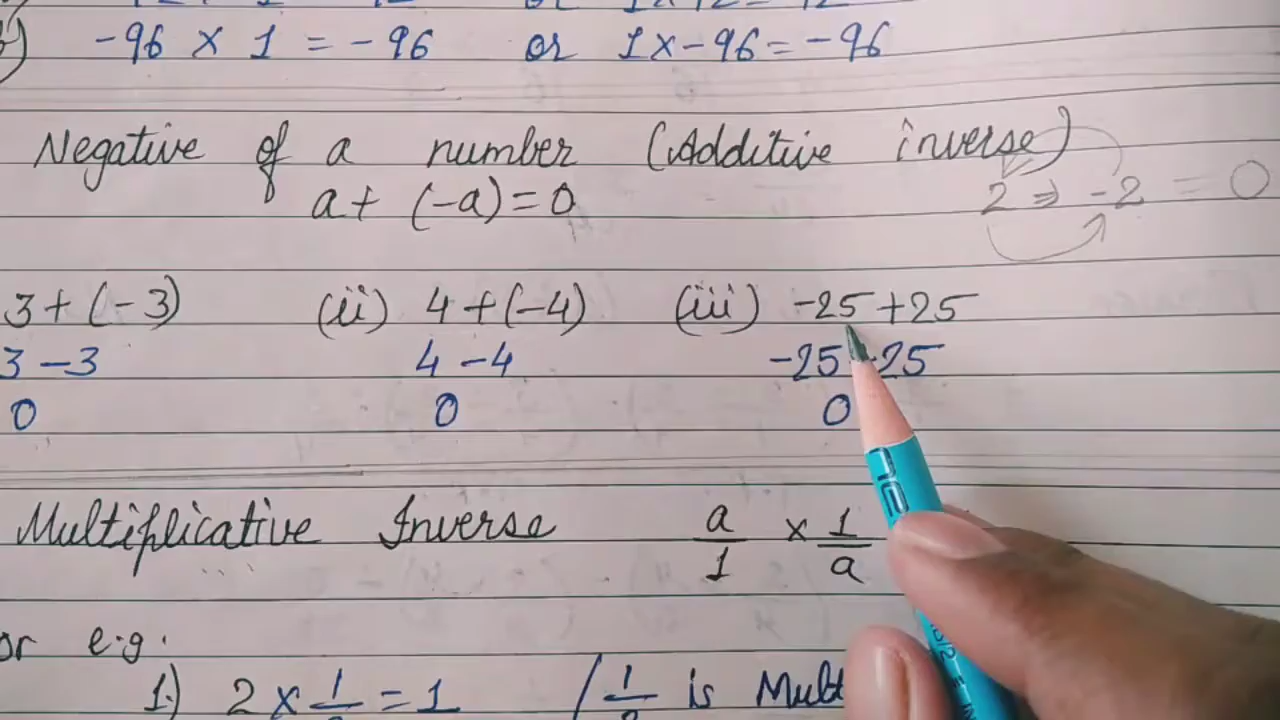 -96 × 1 = -96 or 1 × -96 = -96
Negative of a number (Additive inverse)
a + (-a) = 0
2 ⇒ -2 = 0
3 + (-3) (ii) 4 + (-4) (iii) -25 + 25
3 - 3 4 - 4 -25 25
0 0 0
Multiplicative Inverse a/1 × 1/a
or e.g.
1.) 2 × 1/ = 1 / 1/ is